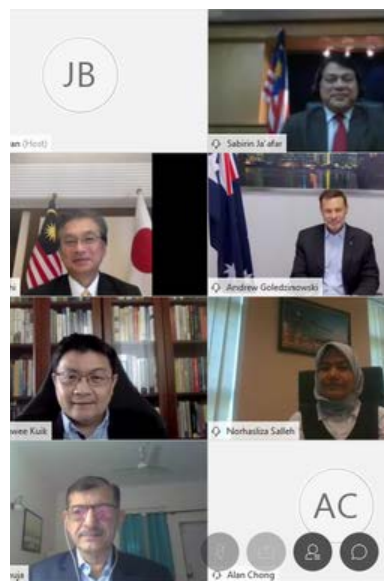 JB
an (Host)
Sabirin Ja'afar
hi
Andrew Goledzinowski
wee Kuik
Norhasliza Salleh
AC
uja
Alan Chong